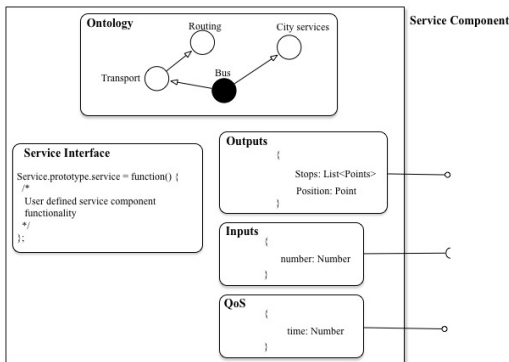 Service Component
Ontology
Routing
City services
Transport
Bus
Service Interface
Service.prototype.service = function() {
/*
User defined service component
functionality
*/
};
Outputs
{
Stops: List<Points>
Position: Point
}
Inputs
{
number: Number
}
QoS
{
time: Number
}